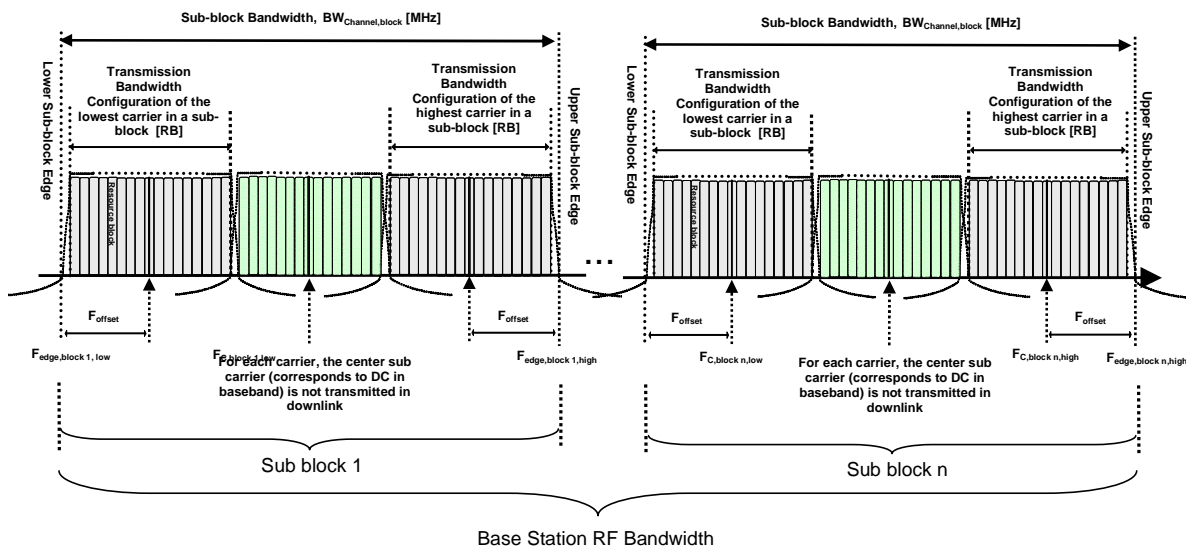 Sub-block Bandwidth, BWChannel,block [MHz]
Sub-block Bandwidth, BWChannel,block [MHz]
Lower Sub-block Edge
Transmission
Bandwidth
Configuration of the
lowest carrier in a sub-
block [RB]
Transmission
Bandwidth
Configuration of the
highest carrier in a
sub-block [RB]
Upper Sub-block Edge
Lower Sub-block Edge
Transmission
Bandwidth
Configuration of the
lowest carrier in
a sub-block [RB]
Transmission
Bandwidth
Configuration of the
highest carrier in
a sub-block [RB]
Upper Sub-block Edge
Resource block
Resource block
...
Foffset
Foffset
Foffset
Foffset
Fedge,block 1, low
FC,block 1,low
Fedge,block 1,high
FC,block n,low
FC,block n,high
Fedge,block n,high
For each carrier, the center sub
carrier (corresponds to DC in
baseband) is not transmitted in
downlink
For each carrier, the center sub
carrier (corresponds to DC in
baseband) is not transmitted in
downlink
Sub block 1
Sub block n
Base Station RF Bandwidth